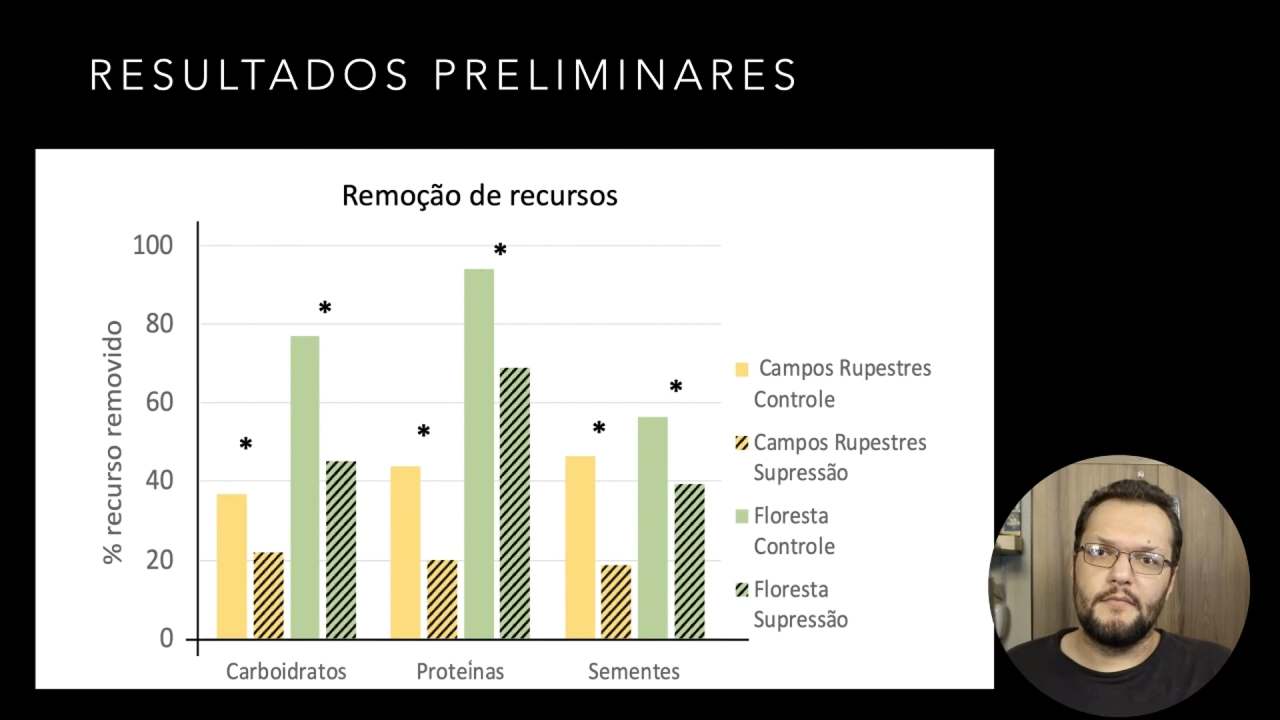 RESULTADOS PRELIMINARES
Remoção de recursos
% recurso removido
100
80
60
40
20
0
*
*
*
*
*
*
Carboidratos
Proteínas
Sementes
Campos Rupestres
Controle
Campos Rupestres
Supressão
Floresta
Controle
Floresta
Supressão